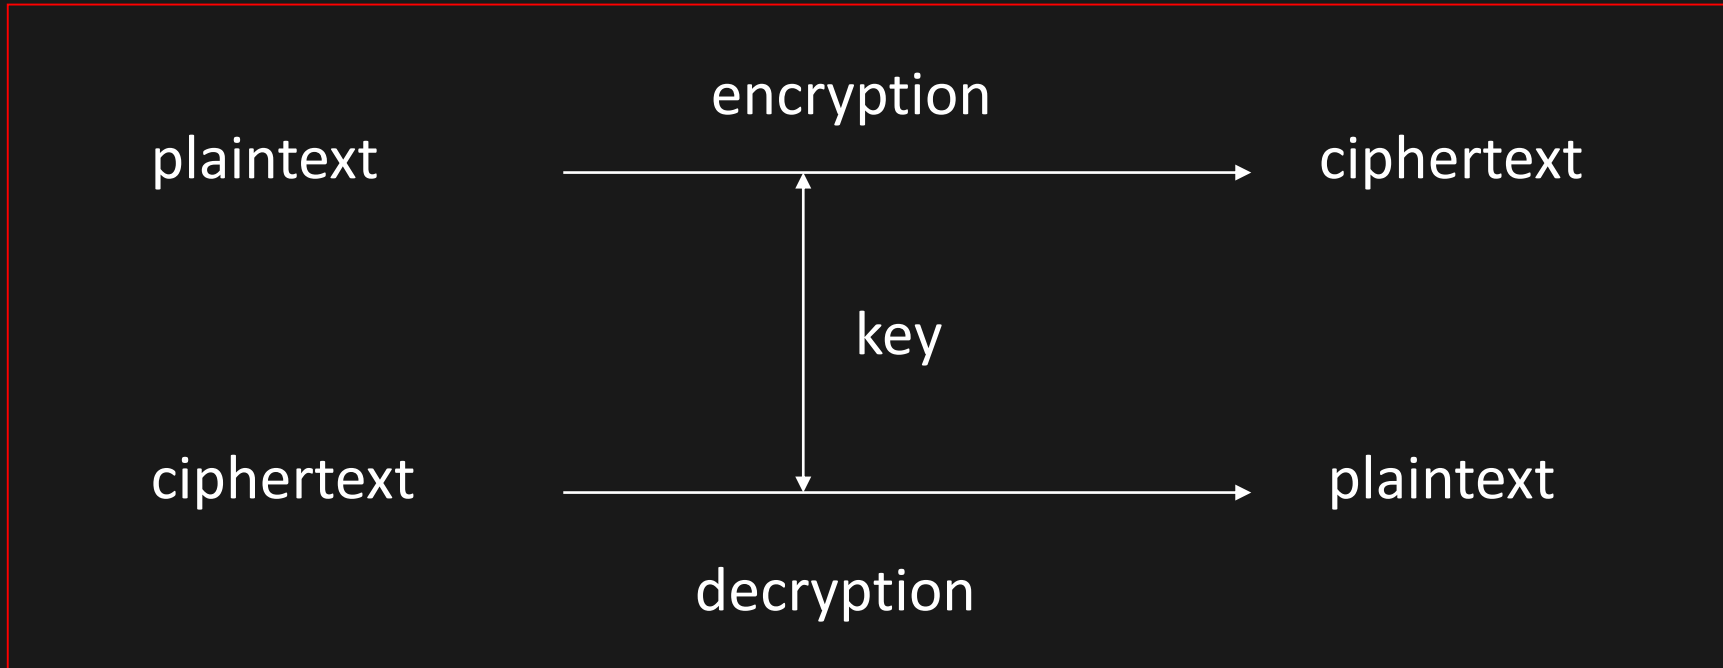 encryption
plaintext
ciphertext
key
ciphertext
plaintext
decryption